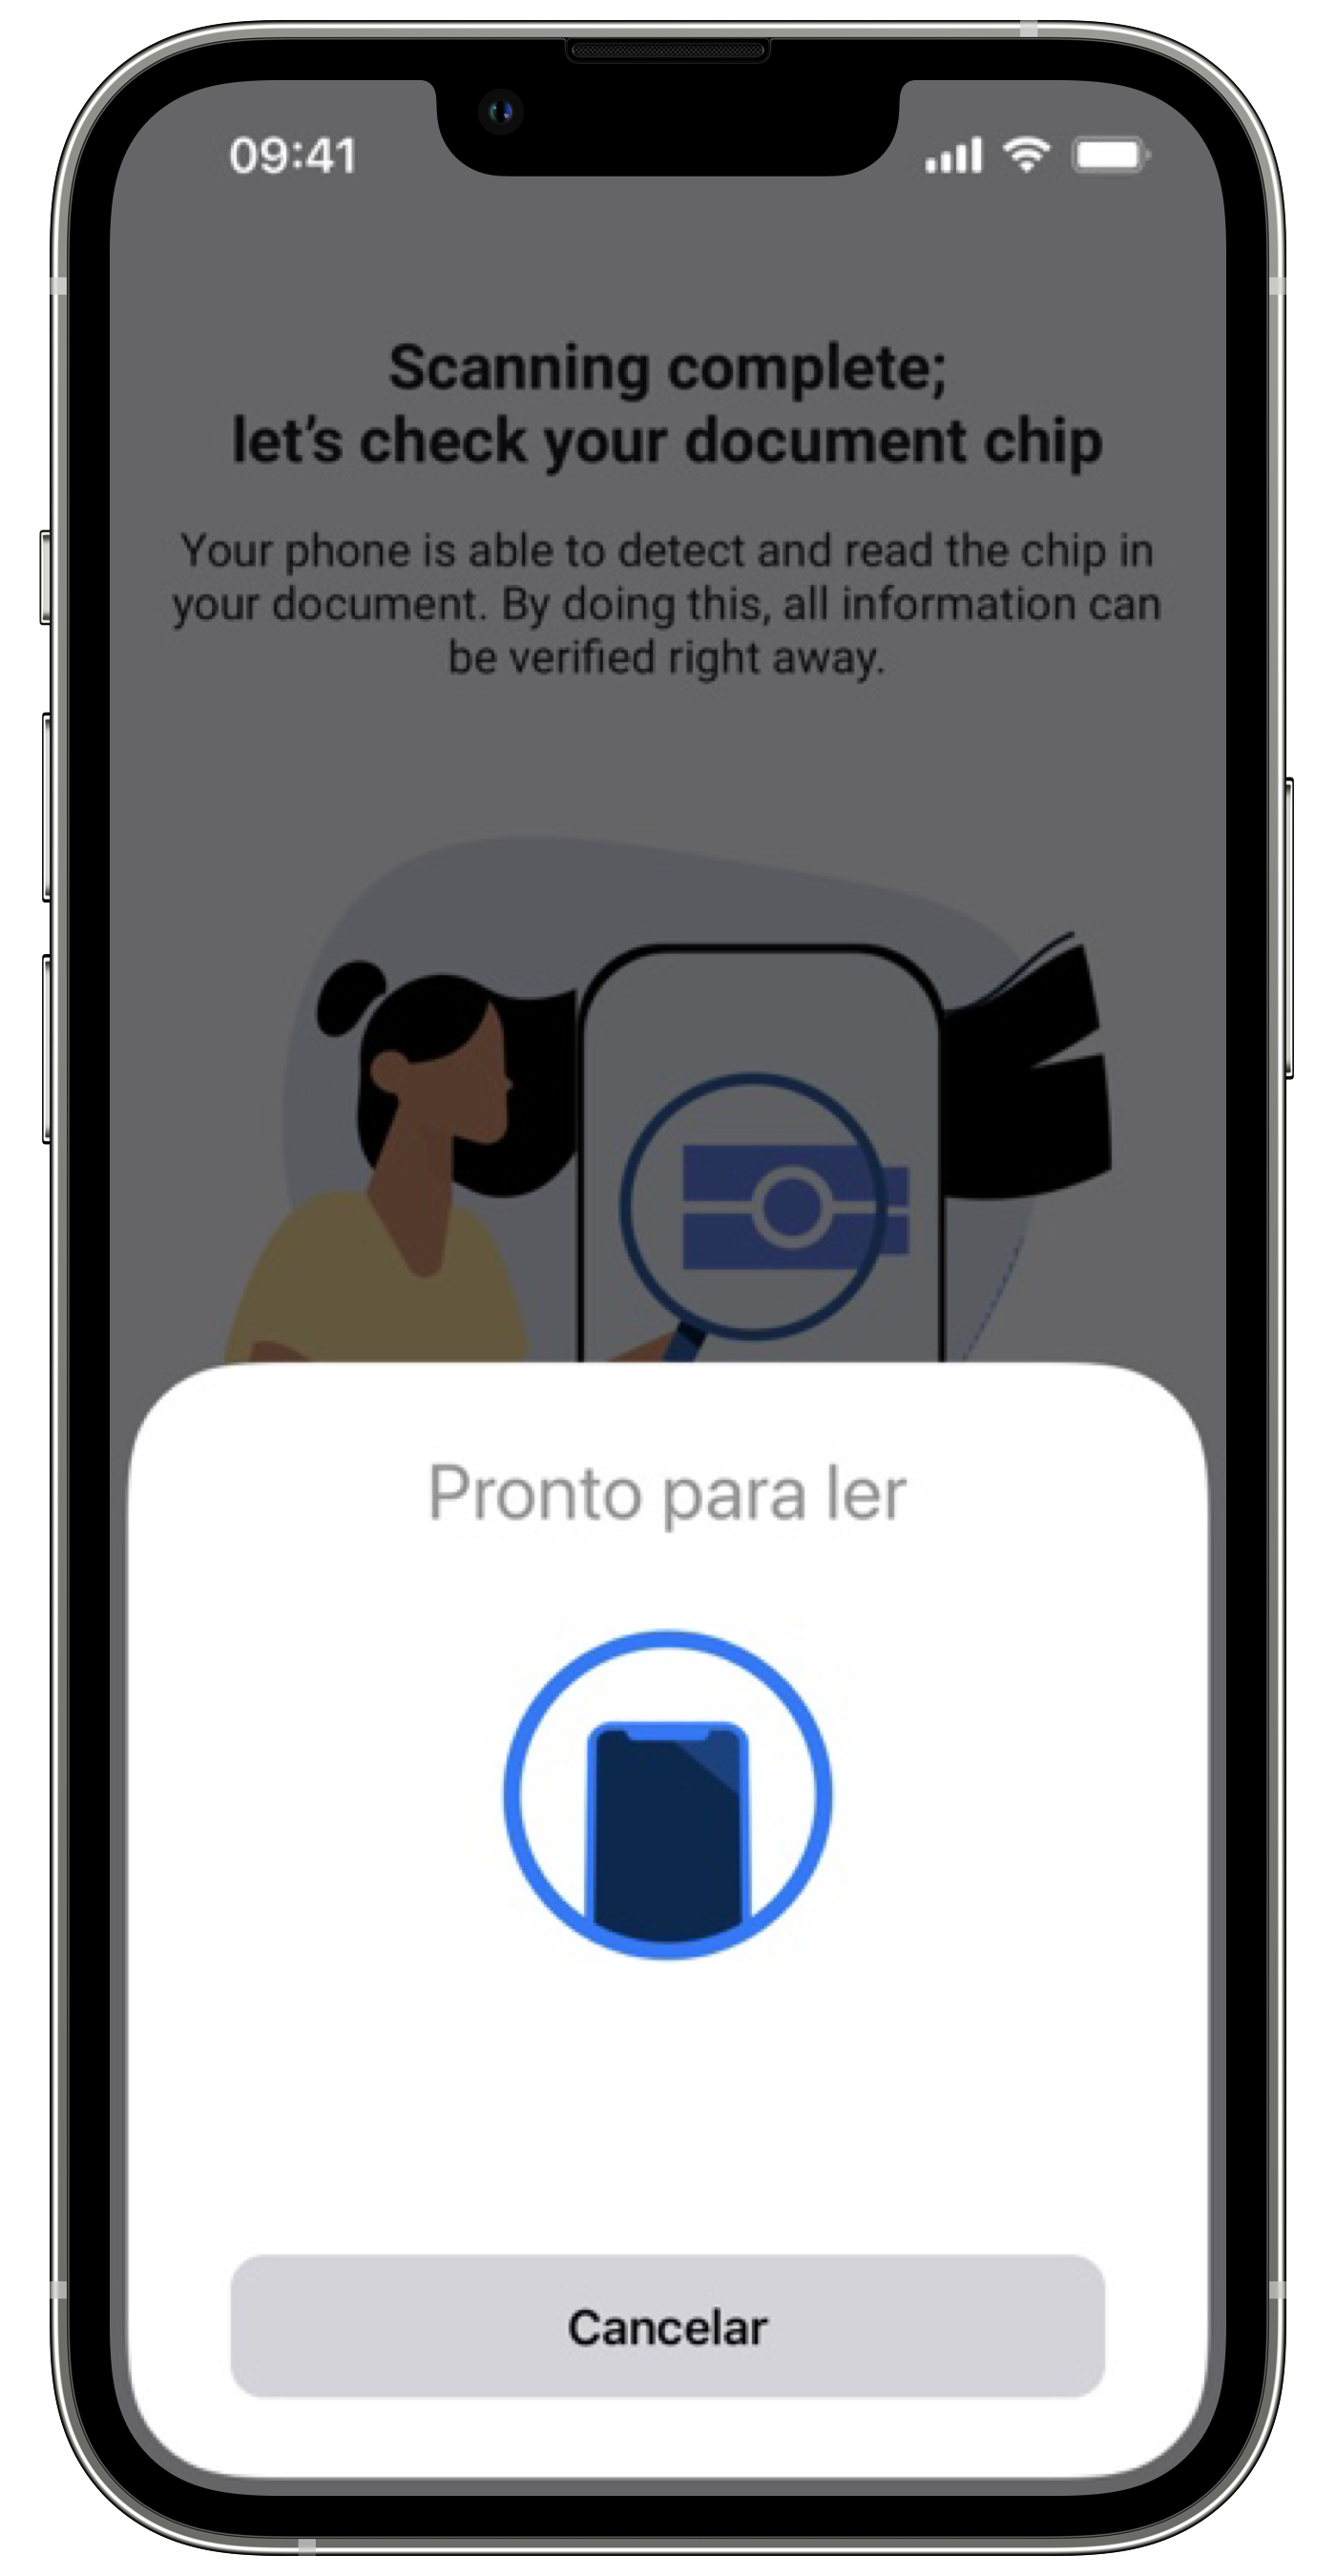 09:41
Scanning complete;
let’s check your document chip
Your phone is able to detect and read the chip in
your document. By doing this, all information can
be verified right away.
Pronto para ler
Cancelar